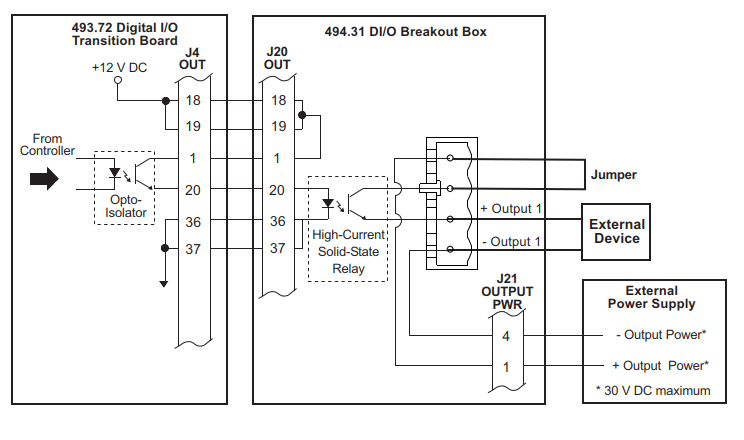 493.72 Digital I/O
Transition Board
494.31 DI/O Breakout Box
J4
OUT
J20
OUT
+12 V DC
18
18
19
19
From
Controller
1
1
Opto-
Isolator
20
20
36
36
37
37
High-Current
Solid-State
Relay
Jumper
+ Output 1
- Output 1
External
Device
J21
OUTPUT
PWR
4
1
External
Power Supply
- Output Power*
+ Output Power*
* 30 V DC maximum